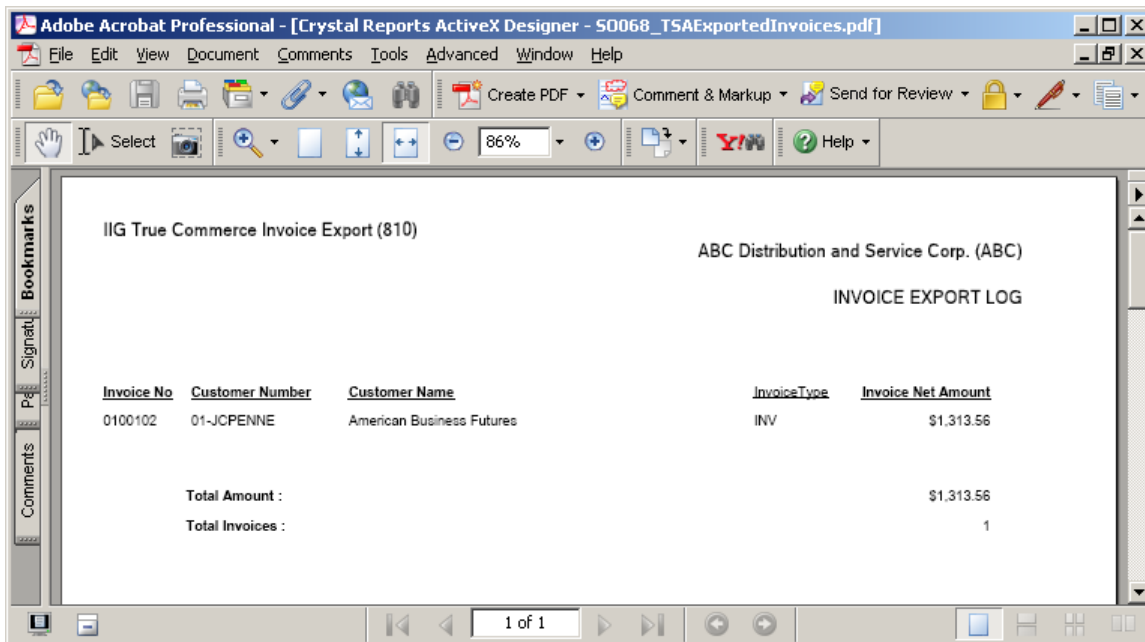 Adobe Acrobat Professional - [Crystal Reports ActiveX Designer - SO068_TSAExportedInvoices.pdf]
File Edit View Document Comments Tools Advanced Window Help
Create PDF Comment & Markup Send for Review
Select 86% Y! Help
Bookmarks
Signatu
Pa
Comments
IIG True Commerce Invoice Export (810)
ABC Distribution and Service Corp. (ABC)
INVOICE EXPORT LOG
Invoice No Customer Number Customer Name InvoiceType Invoice Net Amount
0100102 01-JCPENNE American Business Futures INV $1,313.56
Total Amount : $1,313.56
Total Invoices : 1
1 of 1